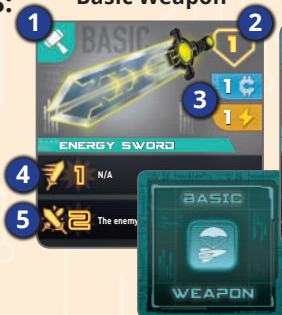 s:
Basic Weapon
1
2
BASIC
1
3
1 ₵
1
ENERGY SWORD
4
1
N/A
5
2
The enemy
BASIC
WEAPON